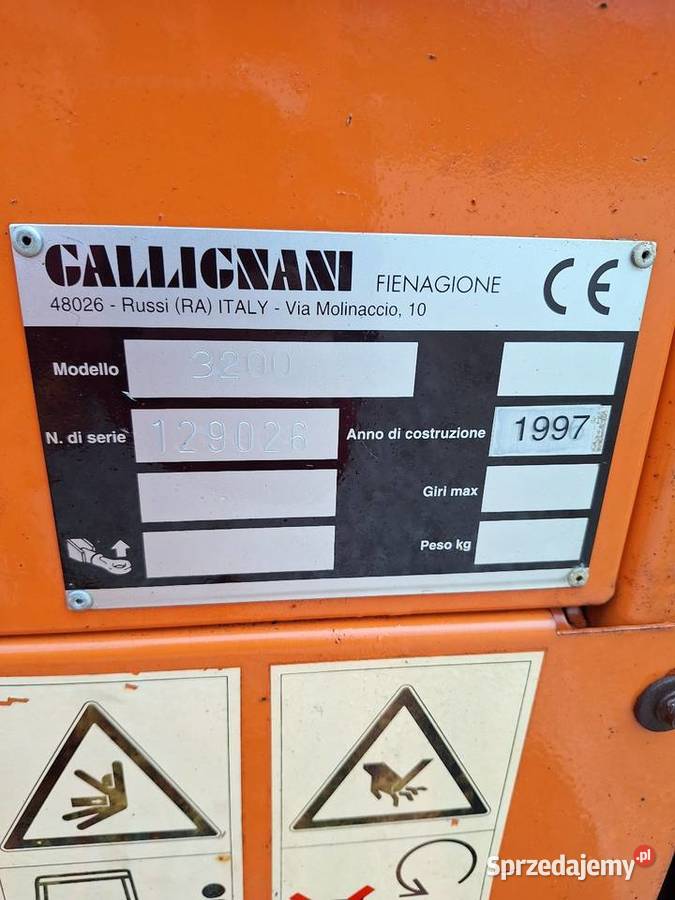 GALLIGNANI FIENAGIONE CE
48026 - Russi (RA) ITALY - Via Molinaccio, 10
Modello 3200
N. di serie 129026 Anno di costruzione 1997
Giri max
Peso kg
Sprzedajemy.pl